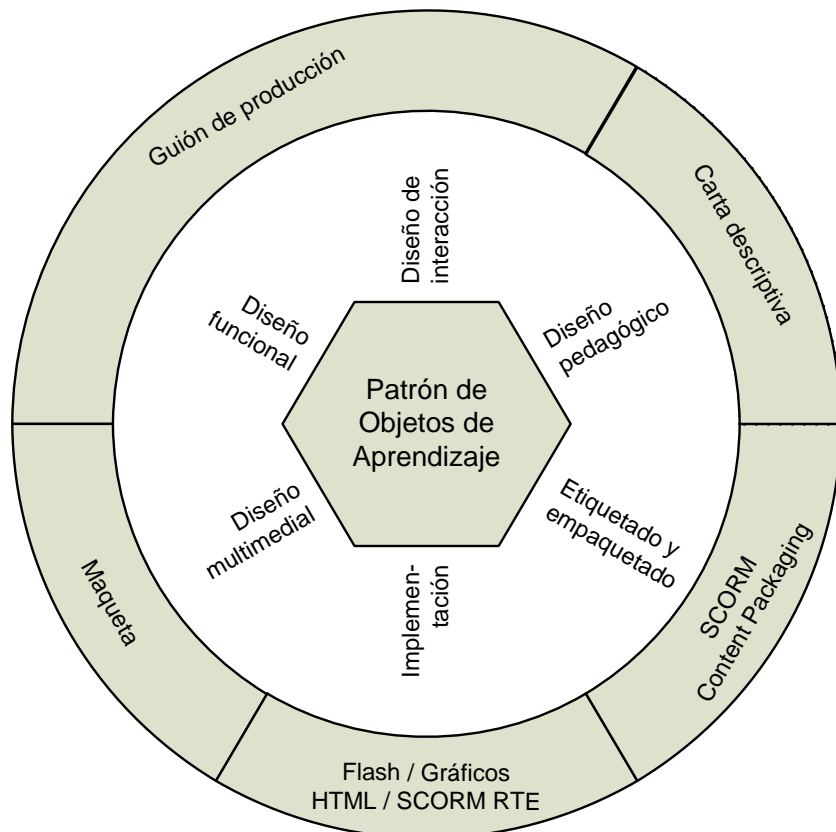 Guión de producción
Carta descriptiva
Diseño de
interacción
Diseño
funcional
Diseño
pedagógico
Patrón de
Objetos de
Aprendizaje
Diseño
multimedial
Implemen-
tación
Etiquetado y
empaquetado
Maqueta
SCORM
Content Packaging
Flash / Gráficos
HTML / SCORM RTE